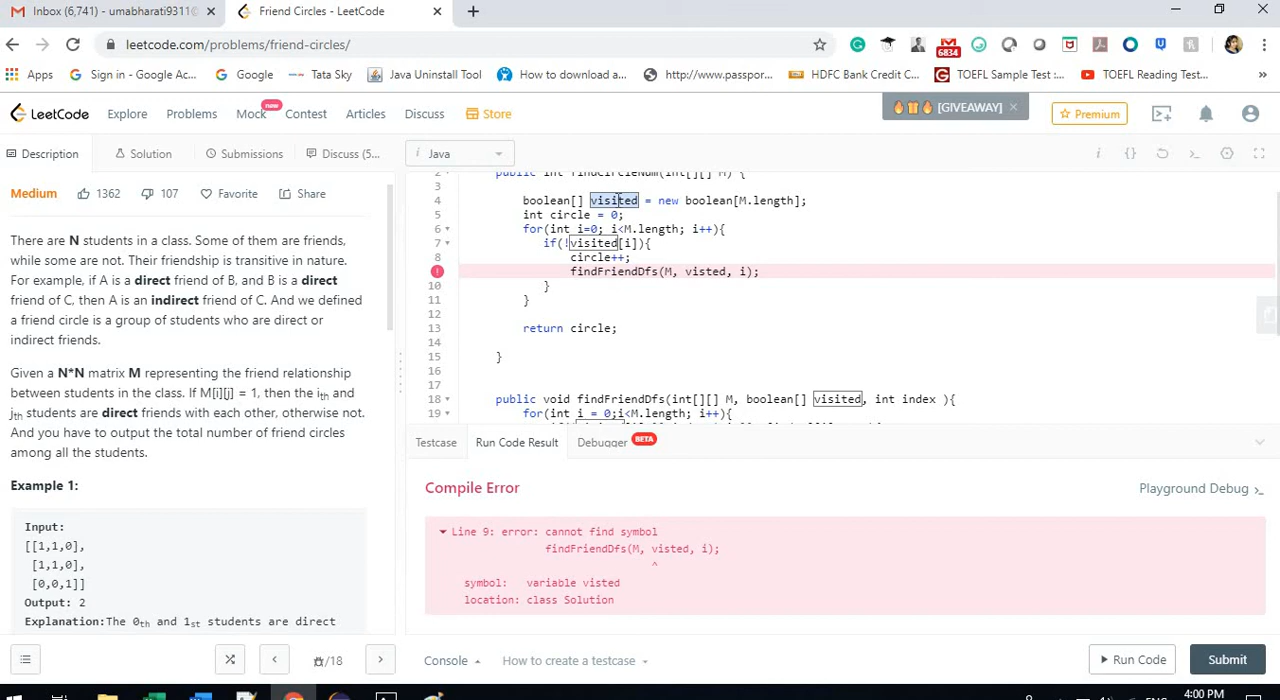 Inbox (6,741) - umabharati9311@
Friend Circles - LeetCode
leetcode.com/problems/friend-circles/
6834
Apps
Sign in - Google Ac...
Google
Tata Sky
Java Uninstall Tool
How to download a...
http://www.passpor...
HDFC Bank Credit C...
TOEFL Sample Test :...
TOEFL Reading Test...
»
LeetCode
Explore
Problems
Mock
new
Contest
Articles
Discuss
Store
[GIVEAWAY]
Premium
Description
Solution
Submissions
Discuss (5...
i Java
Medium
1362
107
Favorite
Share
There are N students in a class. Some of them are friends,
while some are not. Their friendship is transitive in nature.
For example, if A is a direct friend of B, and B is a direct
friend of C, then A is an indirect friend of C. And we defined
a friend circle is a group of students who are direct or
indirect friends.
Given a N*N matrix M representing the friend relationship
between students in the class. If M[i][j] = 1, then the ith and
jth students are direct friends with each other, otherwise not.
And you have to output the total number of friend circles
among all the students.
Example 1:
Input:
[[1,1,0],
[1,1,0],
[0,0,1]]
Output: 2
Explanation:The 0th and 1st students are direct
2 public int findCircleNum(int[][] M) {
3
4 boolean[] visited = new boolean[M.length];
5 int circle = 0;
6 for(int i=0; i<M.length; i++){
7 if(!visited[i]){
8 circle++;
findFriendDfs(M, visted, i);
10 }
11 }
12
13 return circle;
14
15 }
16
17
18 public void findFriendDfs(int[][] M, boolean[] visited, int index ){
19 for(int i = 0;i<M.length; i++){
Testcase
Run Code Result
Debugger
BETA
Compile Error
Playground Debug
Line 9: error: cannot find symbol
findFriendDfs(M, visted, i);
^
symbol: variable visted
location: class Solution
/18
Console
How to create a testcase
Run Code
Submit
ENG
4:00 PM